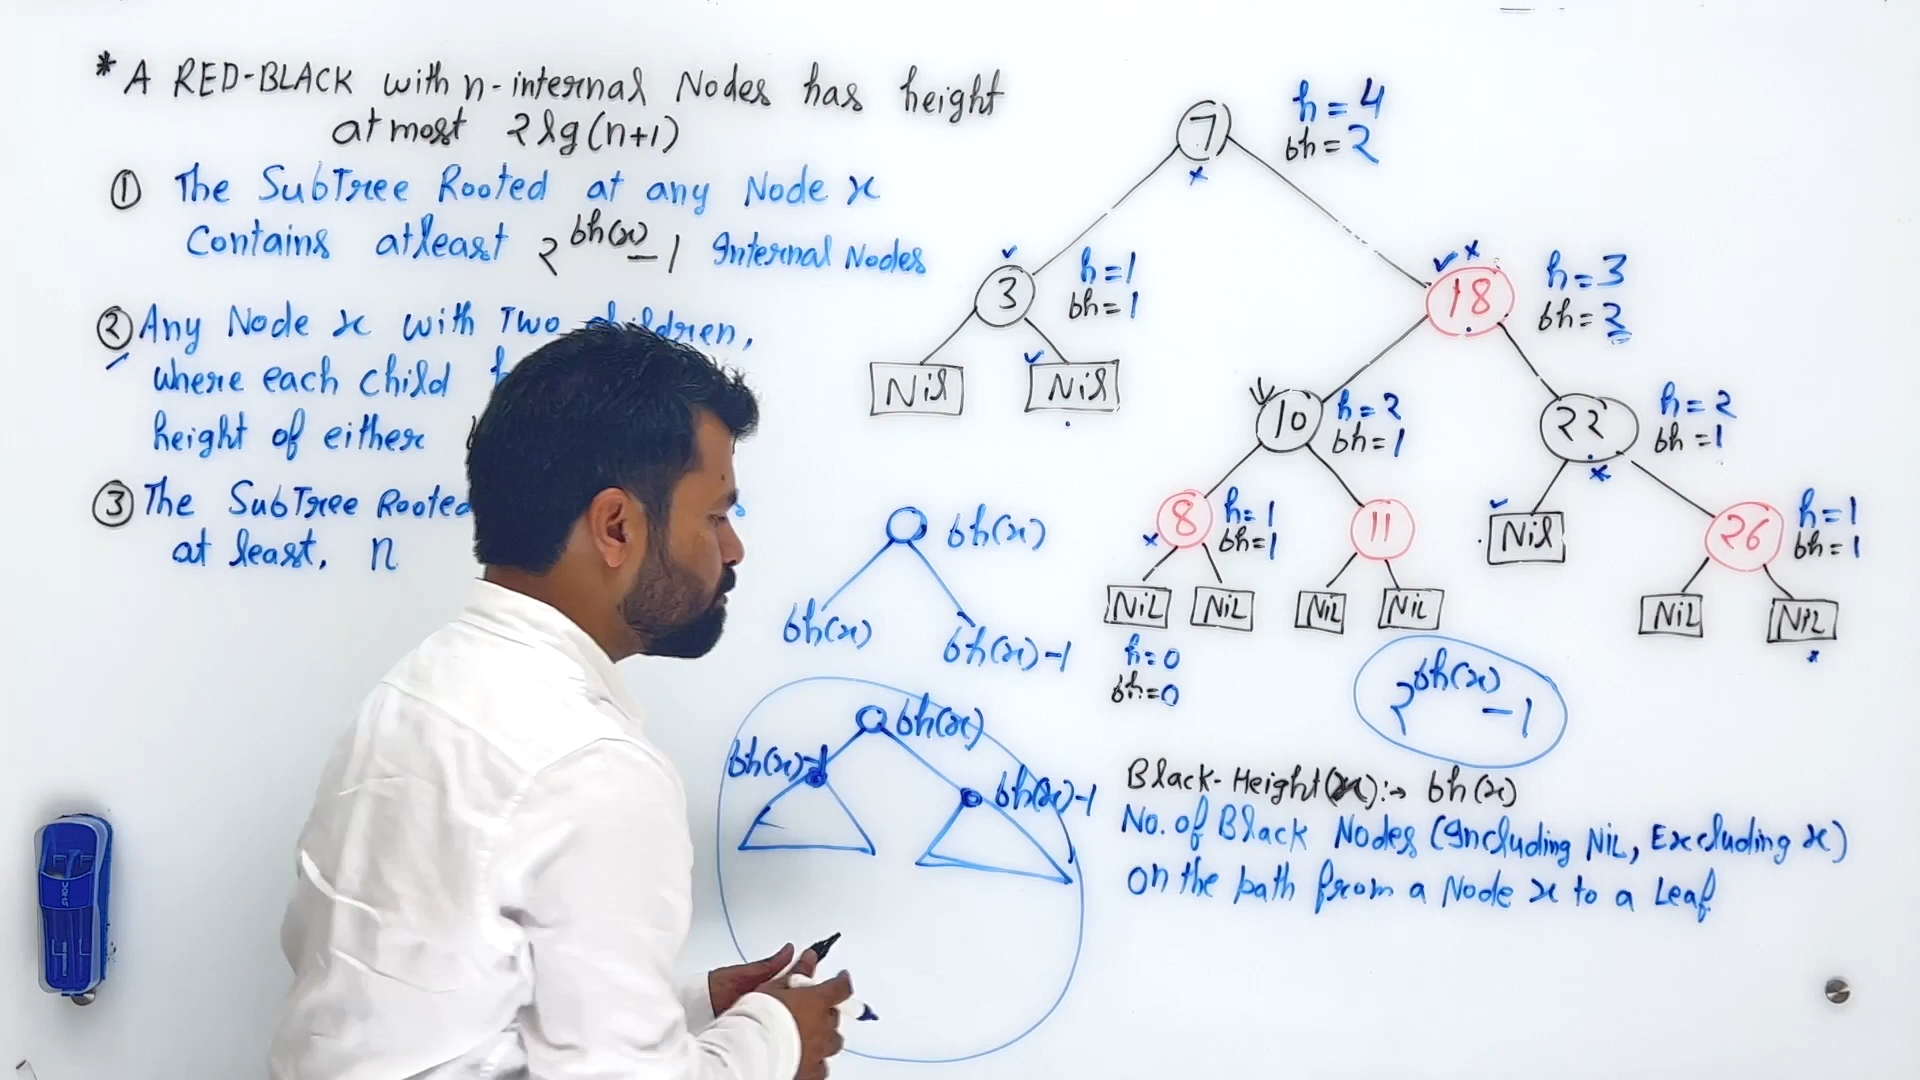 * A RED-BLACK with n-internal Nodes has height
at most 2lg(n+1)
① The SubTree Rooted at any Node x
Contains atleast 2^bh(x) - 1 Internal Nodes
② Any Node x with Two children,
where each child
height of either
③ The SubTree Rooted
at least, n
7
h = 4
bh = 2
3
h = 1
bh = 1
18
h = 3
bh = 2
Nil
Nil
10
h = 2
bh = 1
22
h = 2
bh = 1
8
h = 1
bh = 1
11
Nil
26
h = 1
bh = 1
NiL
NiL
NiL
NiL
NiL
NiL
h = 0
bh = 0
bh(x)
bh(x)
bh(x)-1
2^bh(x) - 1
bh(x)
bh(x)-1
bh(x)-1
Black-Height(x):→ bh(x)
No. of Black Nodes (Including NiL, Excluding x)
on the path from a Node x to a Leaf